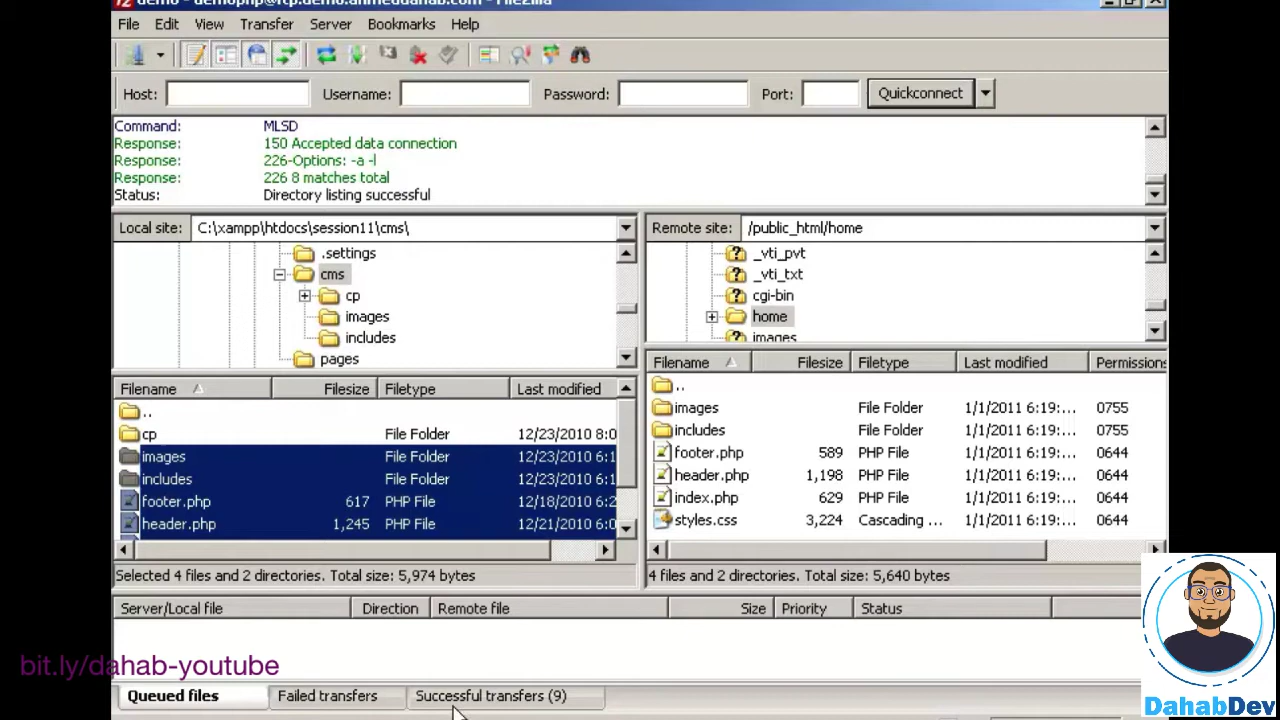 demo - demophp@fcp.demo.ahmeddahab.com - FileZilla
File Edit View Transfer Server Bookmarks Help
Host: Username: Password: Port: Quickconnect
Command: MLSD
Response: 150 Accepted data connection
Response: 226-Options: -a -l
Response: 226 8 matches total
Status: Directory listing successful
Local site: C:\xampp\htdocs\session11\cms\
.settings
cms
cp
images
includes
pages
Filename Filesize Filetype Last modified
..
cp File Folder 12/23/2010 8:0
images File Folder 12/23/2010 6:1
includes File Folder 12/23/2010 6:1
footer.php 617 PHP File 12/18/2010 6:2
header.php 1,245 PHP File 12/21/2010 6:0
Selected 4 files and 2 directories. Total size: 5,974 bytes
Remote site: /public_html/home
_vti_pvt
_vti_txt
cgi-bin
home
images
Filename Filesize Filetype Last modified Permissions
..
images File Folder 1/1/2011 6:19:... 0755
includes File Folder 1/1/2011 6:19:... 0755
footer.php 589 PHP File 1/1/2011 6:19:... 0644
header.php 1,198 PHP File 1/1/2011 6:19:... 0644
index.php 629 PHP File 1/1/2011 6:19:... 0644
styles.css 3,224 Cascading ... 1/1/2011 6:19:... 0644
4 files and 2 directories. Total size: 5,640 bytes
Server/Local file Direction Remote file Size Priority Status
bit.ly/dahab-youtube
Queued files Failed transfers Successful transfers (9)
DahabDev